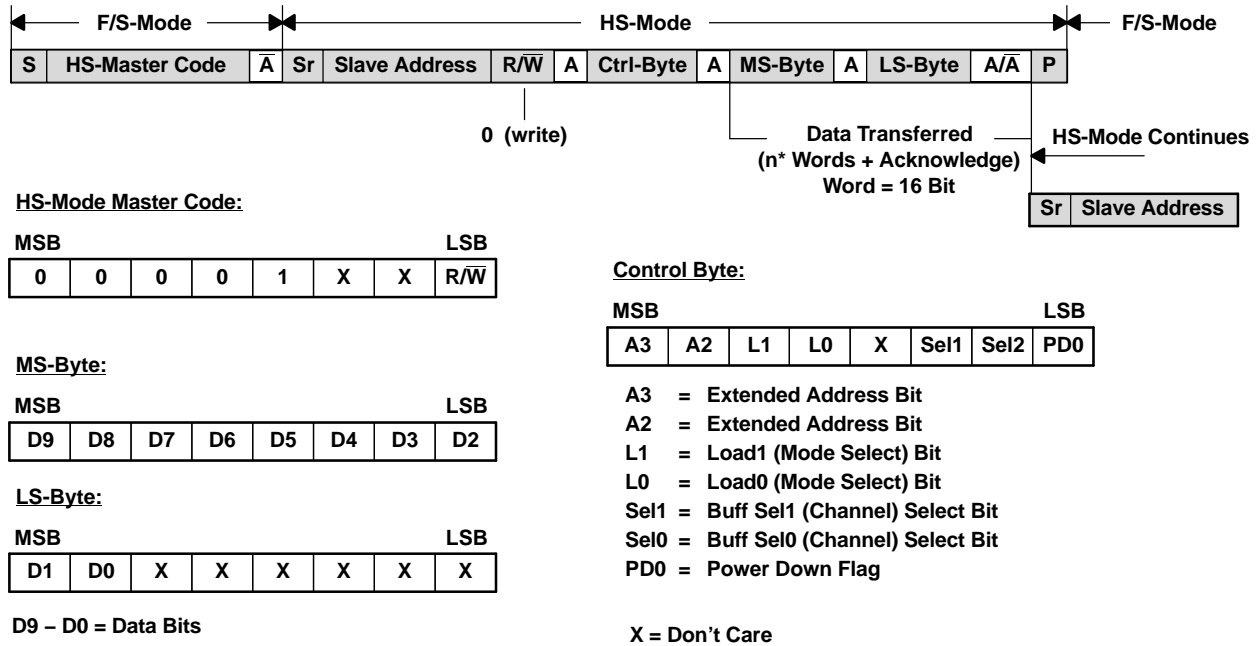 F/S-Mode HS-Mode F/S-Mode
S HS-Master Code A̅ Sr Slave Address R/W̅ A Ctrl-Byte A MS-Byte A LS-Byte A/A̅ P
0 (write)
Data Transferred
(n* Words + Acknowledge)
Word = 16 Bit
HS-Mode Continues
Sr Slave Address
HS-Mode Master Code:
MSB LSB
0 0 0 0 1 X X R/W̅
MS-Byte:
MSB LSB
D9 D8 D7 D6 D5 D4 D3 D2
LS-Byte:
MSB LSB
D1 D0 X X X X X X
D9 – D0 = Data Bits
Control Byte:
MSB LSB
A3 A2 L1 L0 X Sel1 Sel2 PD0
A3 = Extended Address Bit
A2 = Extended Address Bit
L1 = Load1 (Mode Select) Bit
L0 = Load0 (Mode Select) Bit
Sel1 = Buff Sel1 (Channel) Select Bit
Sel0 = Buff Sel0 (Channel) Select Bit
PD0 = Power Down Flag
X = Don't Care